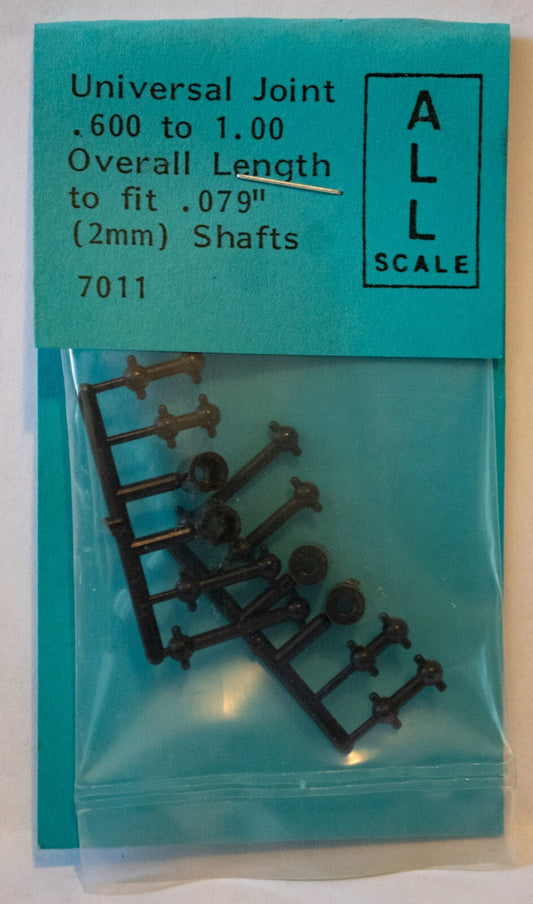 Universal Joint
.600 to 1.00
Overall Length
to fit .079"
(2mm) Shafts
7011
A
L
L
SCALE